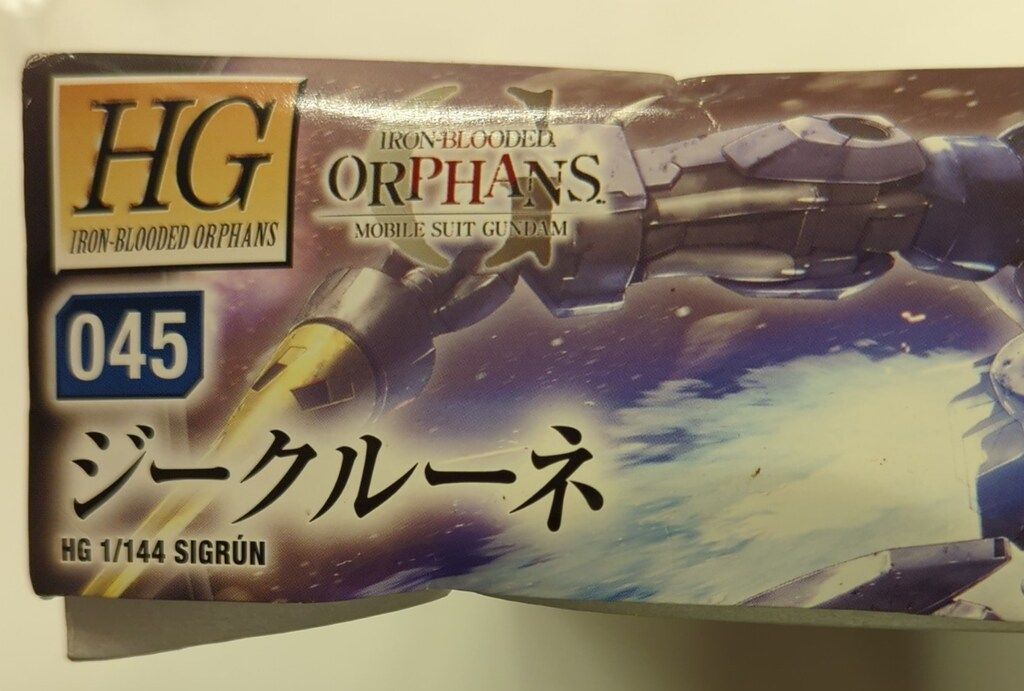 HG
IRON-BLOODED ORPHANS
IRON-BLOODED
ORPHANS
MOBILE SUIT GUNDAM
045
ジークルーネ
HG 1/144 SIGRÚN